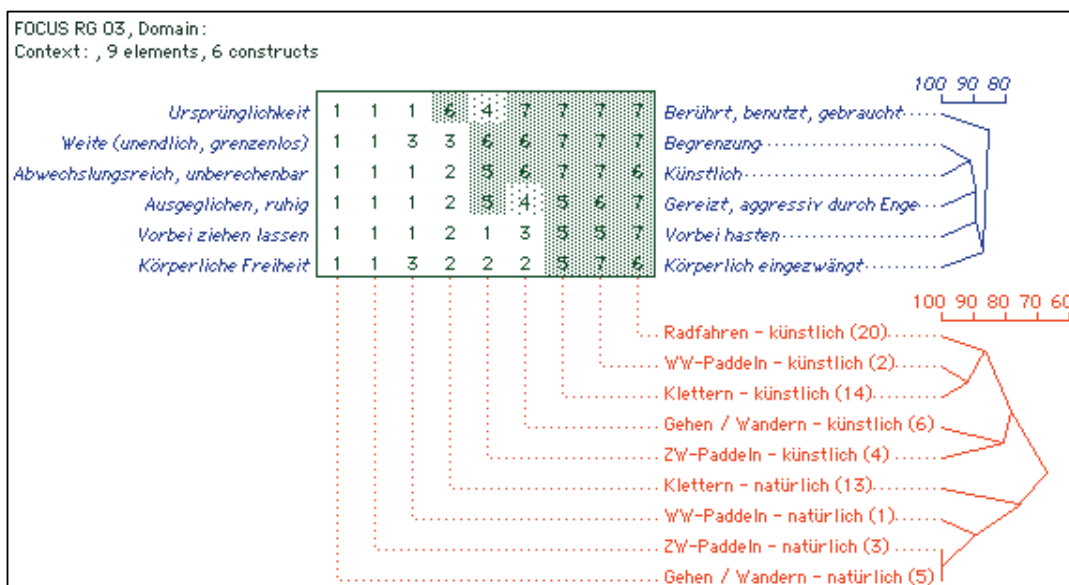 FOCUS RG 03, Domain:
Context: , 9 elements, 6 constructs
100 90 80
Ursprünglichkeit 1 1 1 6 4 7 7 7 7 Berührt, benutzt, gebraucht
Weite (unendlich, grenzenlos) 1 1 3 3 6 6 7 7 7 Begrenzung
Abwechslungsreich, unberechenbar 1 1 1 2 5 6 7 7 6 Künstlich
Ausgeglichen, ruhig 1 1 1 2 5 4 5 6 7 Gereizt, aggressiv durch Enge
Vorbei ziehen lassen 1 1 1 2 1 3 5 5 7 Vorbei hasten
Körperliche Freiheit 1 1 3 2 2 2 5 7 6 Körperlich eingezwängt
100 90 80 70 60
Radfahren - künstlich (20)
WW-Paddeln - künstlich (2)
Klettern - künstlich (14)
Gehen / Wandern - künstlich (6)
ZW-Paddeln - künstlich (4)
Klettern - natürlich (13)
WW-Paddeln - natürlich (1)
ZW-Paddeln - natürlich (3)
Gehen / Wandern - natürlich (5)